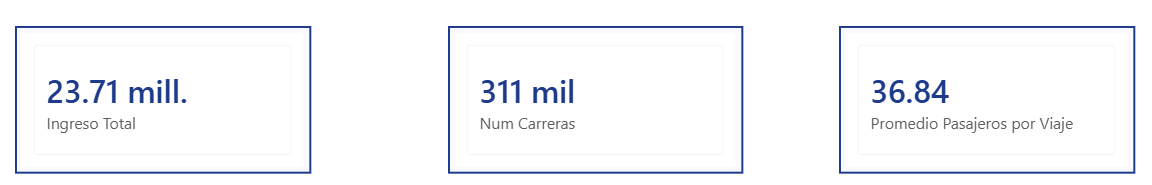 23.71 mill.
Ingreso Total
311 mil
Num Carreras
36.84
Promedio Pasajeros por Viaje